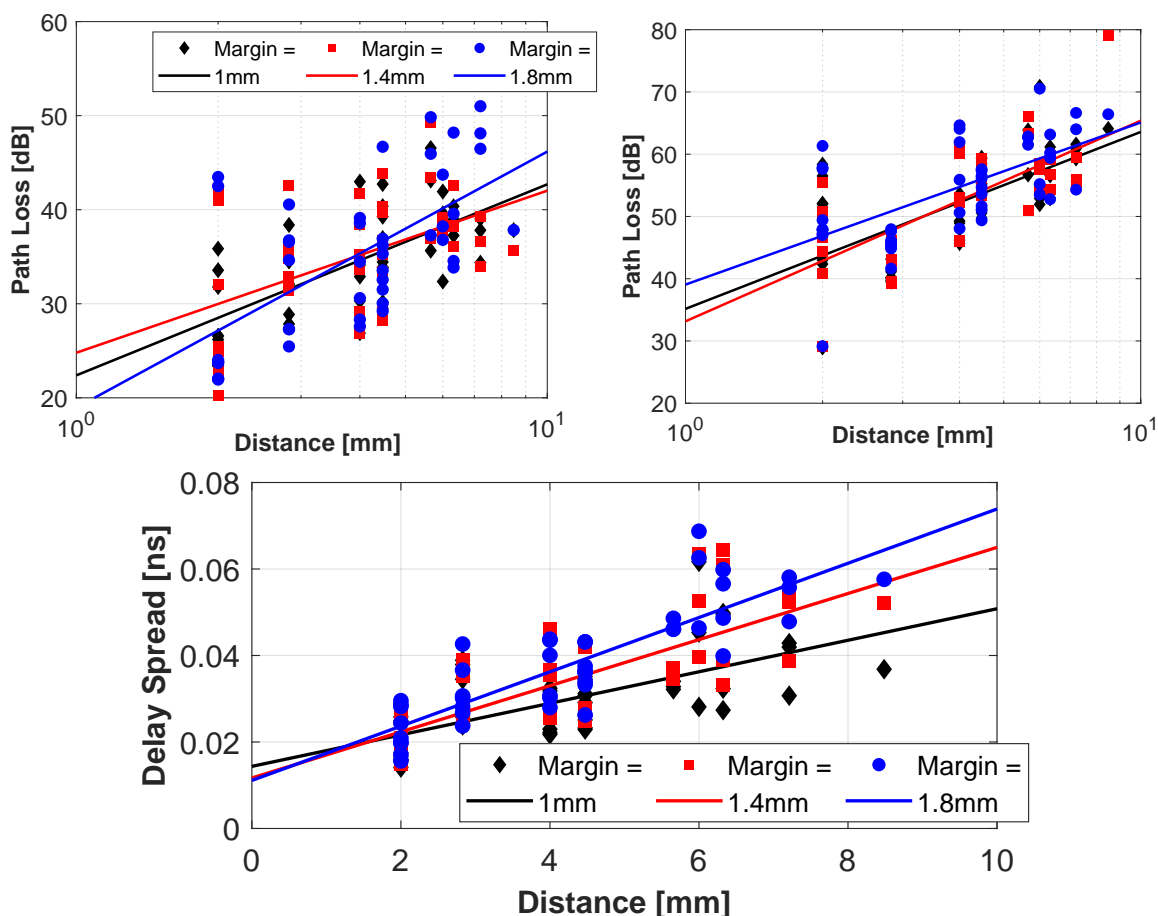 60
50
40
30
20
10^0
10^1
Path Loss [dB]
Distance [mm]
Margin = Margin = Margin =
1mm 1.4mm 1.8mm
80
70
60
50
40
30
20
10^0
10^1
Path Loss [dB]
Distance [mm]
0.08
0.06
0.04
0.02
0
0 2 4 6 8 10
Delay Spread [ns]
Distance [mm]
Margin = Margin = Margin =
1mm 1.4mm 1.8mm